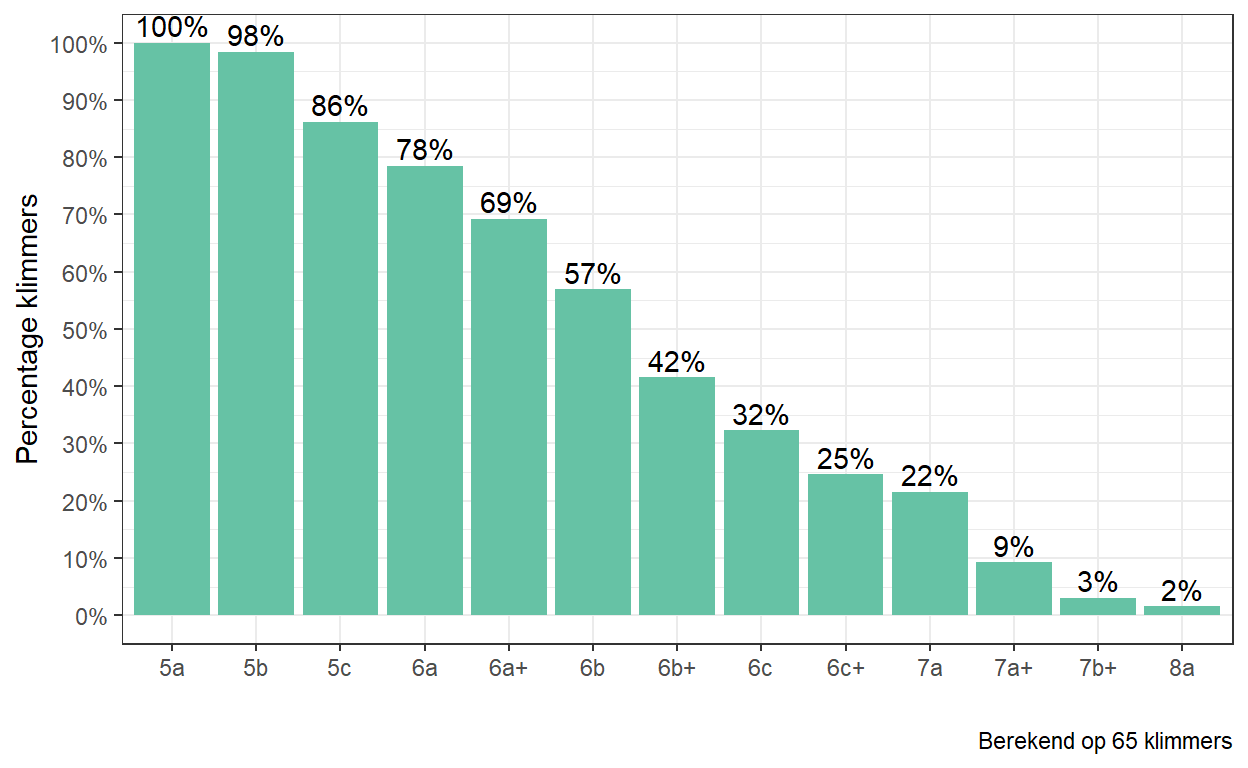 Percentage klimmers
100%
90%
80%
70%
60%
50%
40%
30%
20%
10%
0%
100% 98% 86% 78% 69% 57% 42% 32% 25% 22% 9% 3% 2%
5a 5b 5c 6a 6a+ 6b 6b+ 6c 6c+ 7a 7a+ 7b+ 8a
Berekend op 65 klimmers